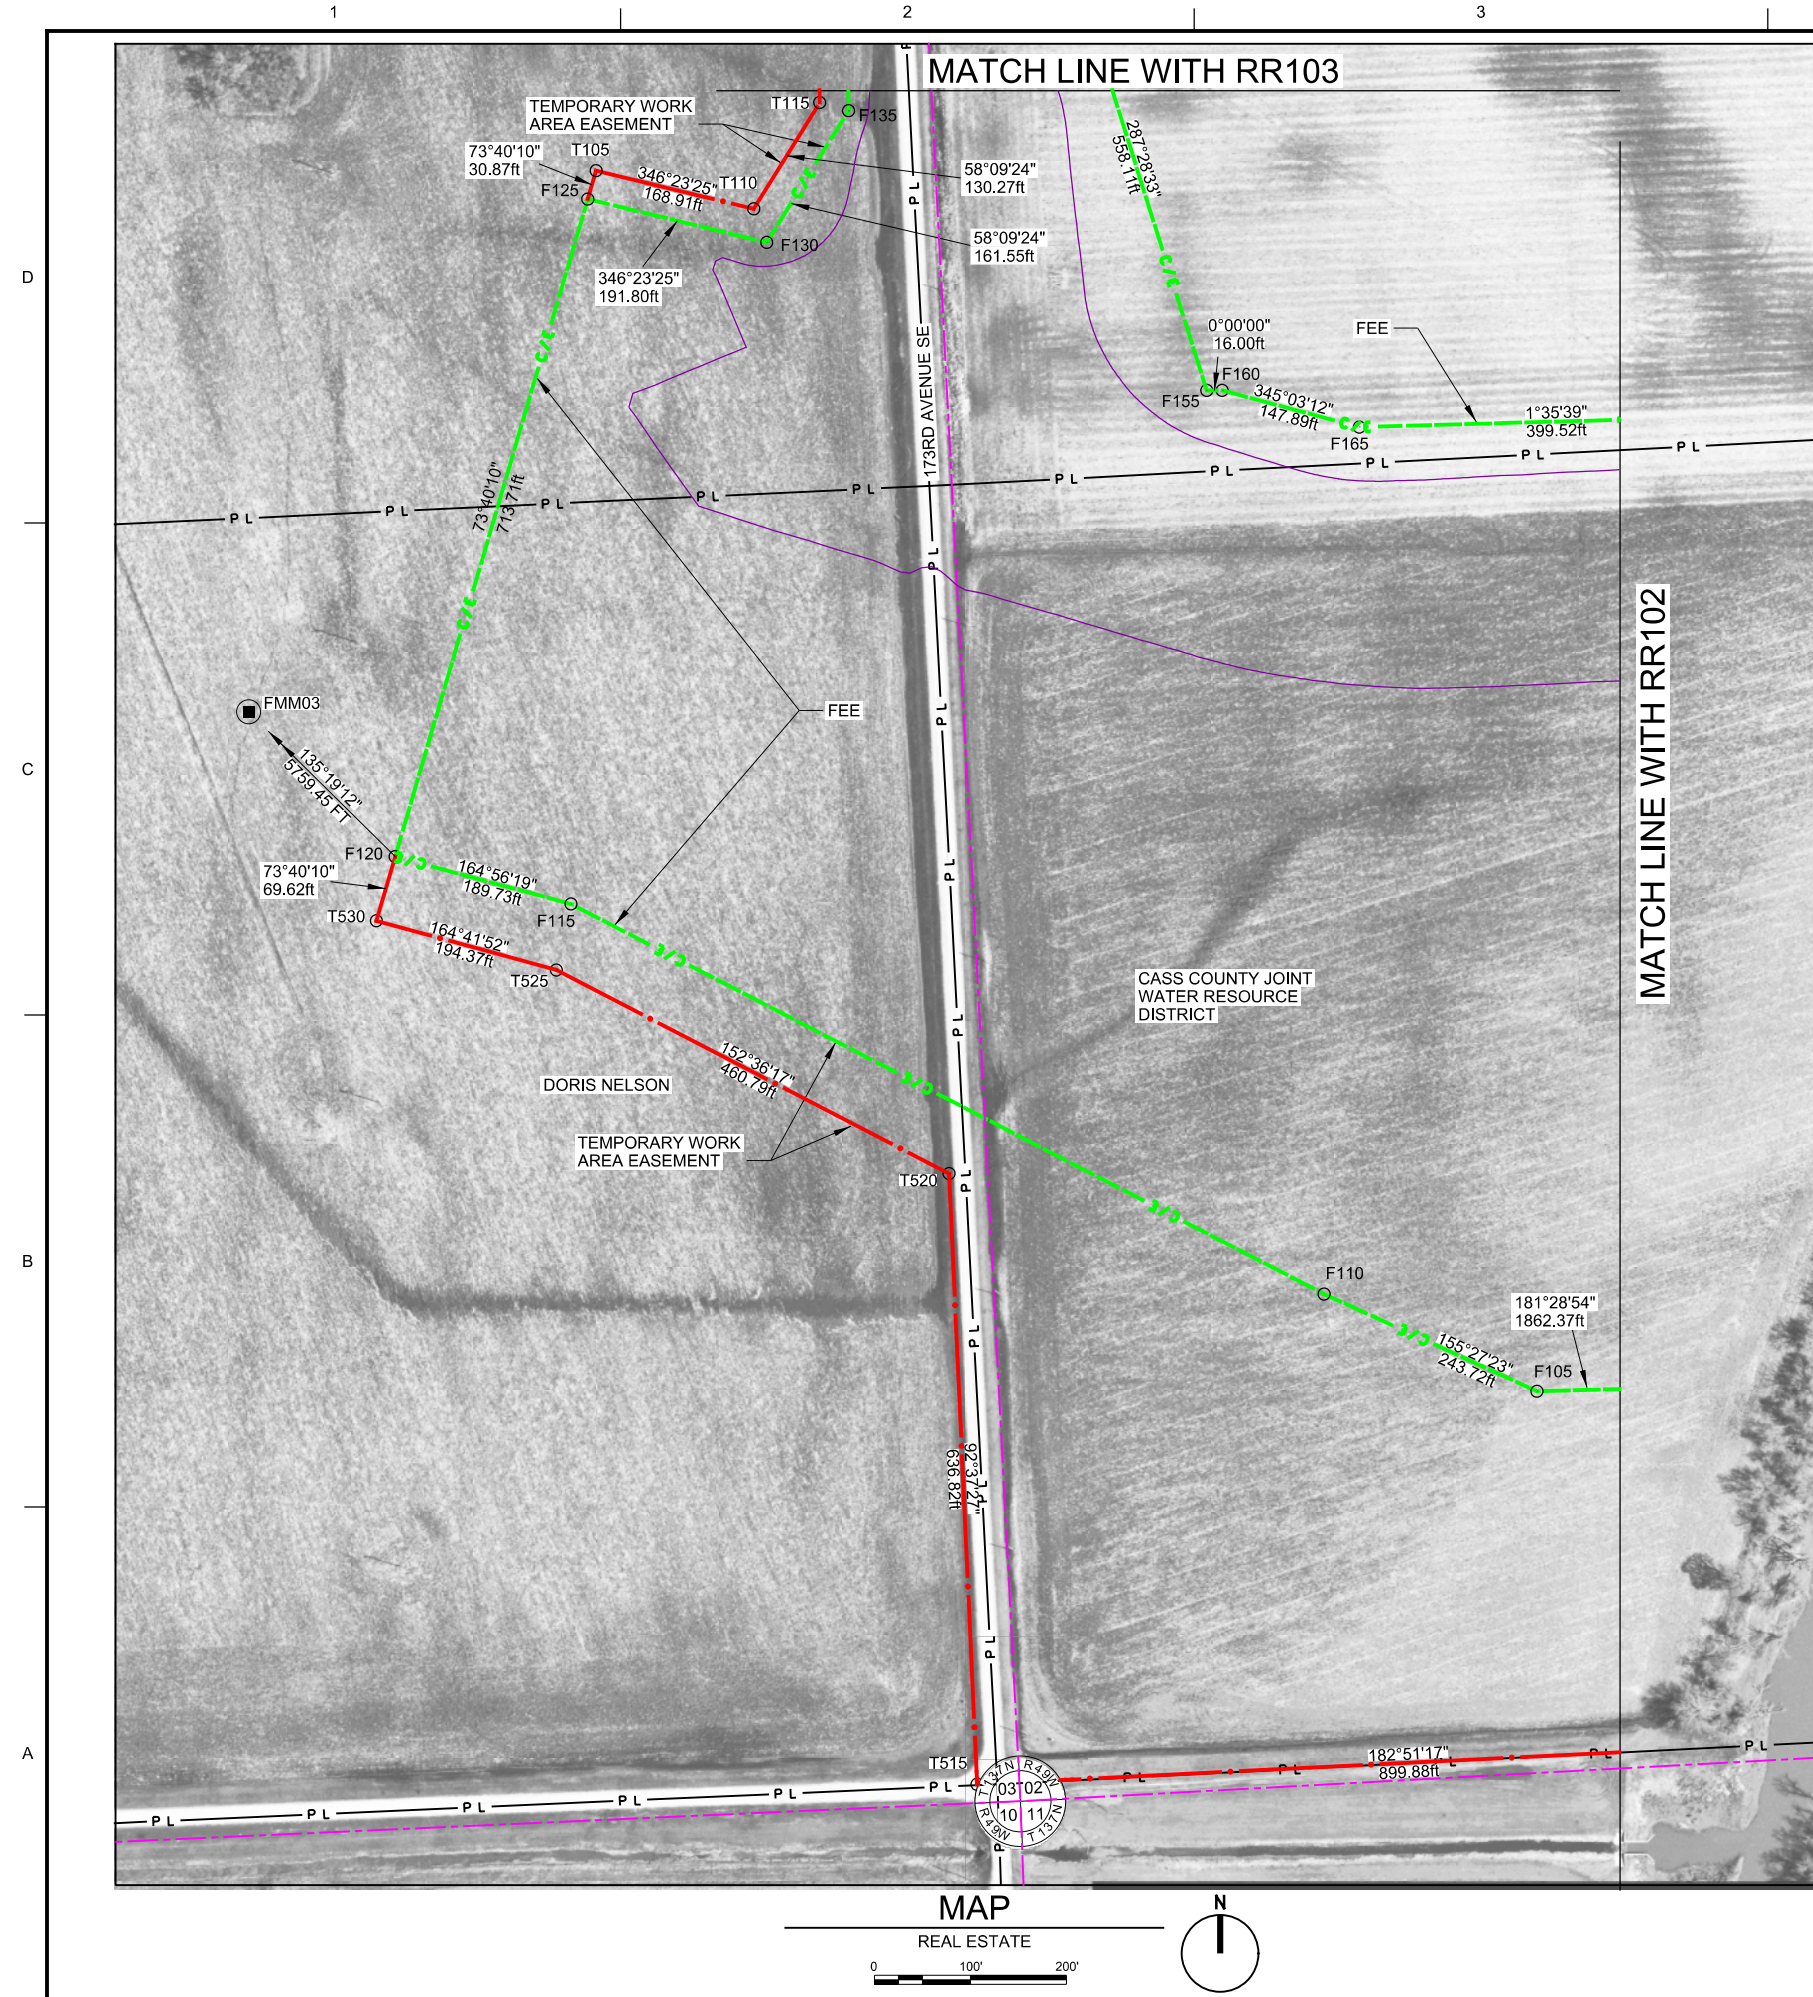 1
2
3
MATCH LINE WITH RR103
TEMPORARY WORK
AREA EASEMENT
T115
F135
73°40'10"
30.87ft
T105
F125
346°23'25"
168.91ft
T110
58°09'24"
130.27ft
F130
58°09'24"
161.55ft
346°23'25"
191.80ft
287°28'33"
558.11ft
D
173RD AVENUE SE
0°00'00"
16.00ft
F160
F155
345°03'12"
147.89ft
F165
FEE
1°35'39"
399.52ft
P L
P L
P L
P L
P L
P L
P L
P L
P L
P L
P L
73°40'10"
713.71ft
MATCH LINE WITH RR102
FMM03
FEE
C
135°19'12"
5759.45 FT
F120
73°40'10"
69.62ft
164°56'19"
189.73ft
F115
T530
164°41'52"
194.37ft
T525
CASS COUNTY JOINT
WATER RESOURCE
DISTRICT
152°36'17"
460.79ft
DORIS NELSON
TEMPORARY WORK
AREA EASEMENT
T520
B
F110
181°28'54"
1862.37ft
155°27'23"
243.72ft
F105
92°37'27"
636.82ft
P L
P L
P L
P L
P L
P L
P L
P L
A
T515
182°51'17"
899.88ft
T137N R49W
03 02
10 11
R49W T137N
P L
P L
P L
P L
P L
P L
P L
P L
P L
P L
MAP
REAL ESTATE
N
0 100' 200'